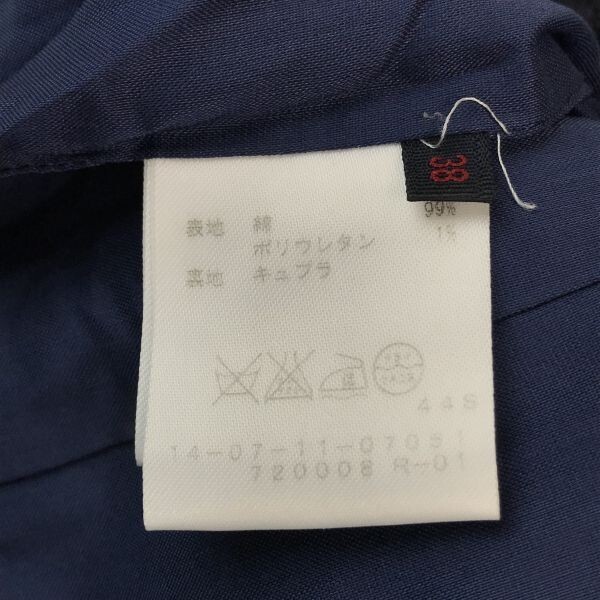 38
表地 綿 99%
ポリウレタン 1%
裏地 キュプラ
44S
14-07-11-07091
720008 R-01